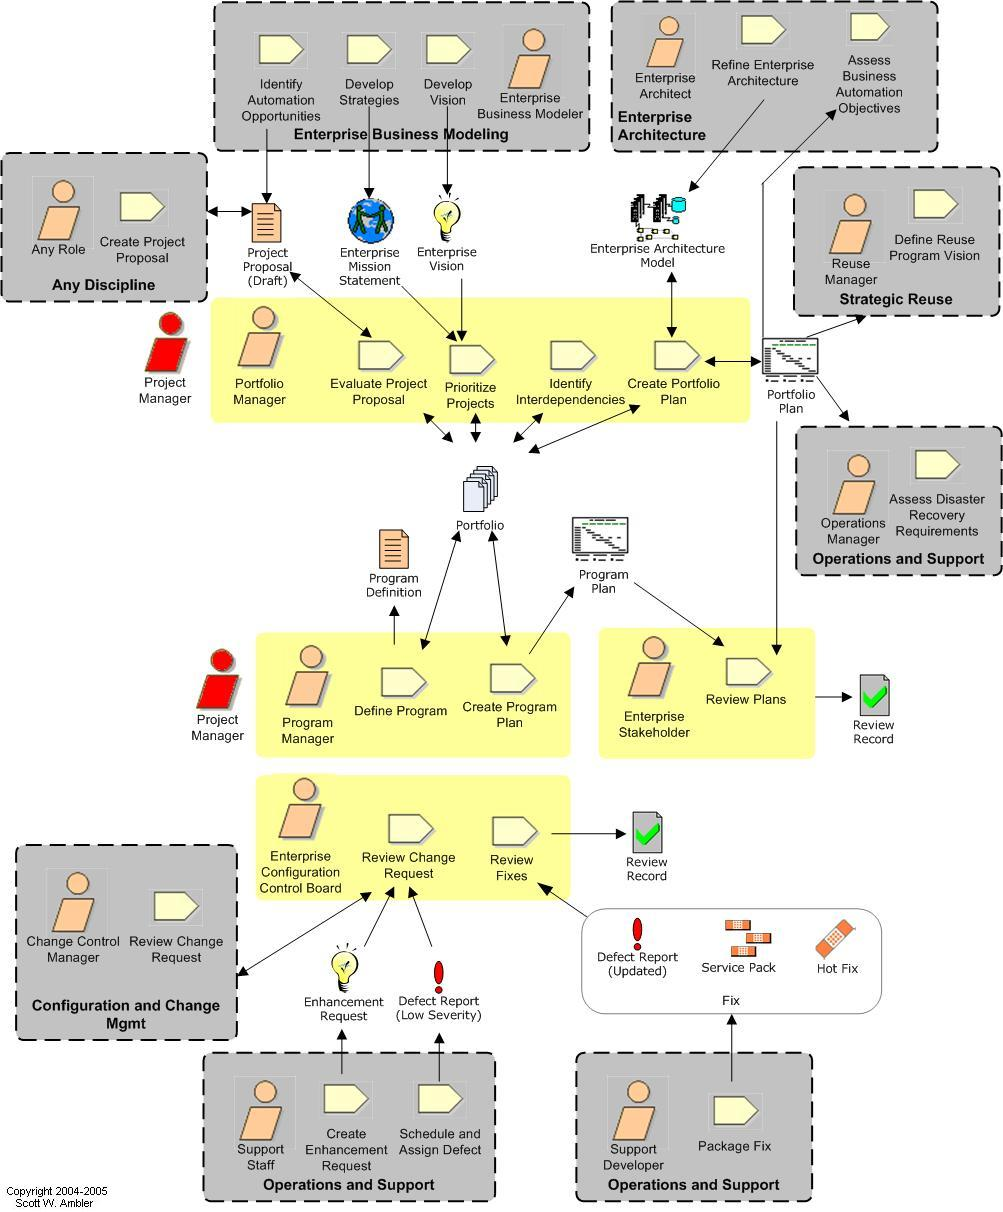 Identify
Automation
Opportunities
Develop
Strategies
Develop
Vision
Enterprise
Business Modeler
Enterprise Business Modeling
Enterprise
Architect
Refine Enterprise
Architecture
Assess
Business
Automation
Objectives
Enterprise
Architecture
Any Role
Create Project
Proposal
Any Discipline
Project
Proposal
(Draft)
Enterprise
Mission
Statement
Enterprise
Vision
Enterprise Architecture
Model
Reuse
Manager
Define Reuse
Program Vision
Strategic Reuse
Project
Manager
Portfolio
Manager
Evaluate Project
Proposal
Prioritize
Projects
Identify
Interdependencies
Create Portfolio
Plan
Portfolio
Plan
Operations
Manager
Assess Disaster
Recovery
Requirements
Operations and Support
Portfolio
Program
Definition
Program
Plan
Project
Manager
Program
Manager
Define Program
Create Program
Plan
Enterprise
Stakeholder
Review Plans
Review
Record
Enterprise
Configuration
Control Board
Review Change
Request
Review
Fixes
Review
Record
Change Control
Manager
Review Change
Request
Configuration and Change
Mgmt
Enhancement
Request
Defect Report
(Low Severity)
Defect Report
(Updated)
Service Pack
Hot Fix
Fix
Support
Staff
Create
Enhancement
Request
Schedule and
Assign Defect
Operations and Support
Support
Developer
Package Fix
Operations and Support
Copyright 2004-2005
Scott W. Ambler